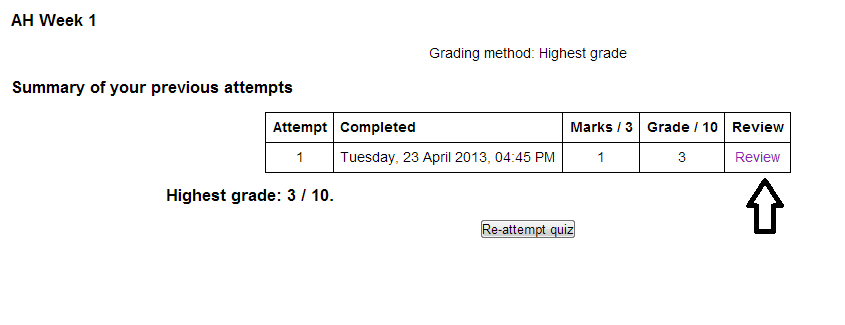 AH Week 1
Grading method: Highest grade
Summary of your previous attempts
Attempt Completed Marks / 3 Grade / 10 Review
1 Tuesday, 23 April 2013, 04:45 PM 1 3 Review
Highest grade: 3 / 10.
Re-attempt quiz